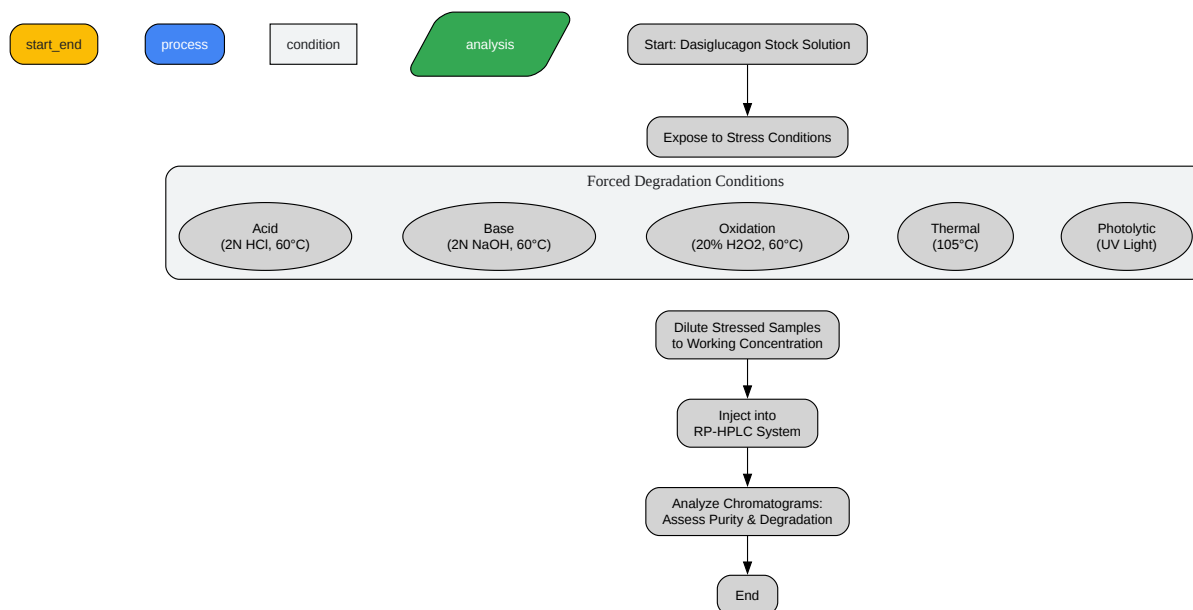 start_end
process
condition
analysis
Start: Dasiglucagon Stock Solution
Expose to Stress Conditions
Forced Degradation Conditions
Acid
(2N HCl, 60°C)
Base
(2N NaOH, 60°C)
Oxidation
(20% H2O2, 60°C)
Thermal
(105°C)
Photolytic
(UV Light)
Dilute Stressed Samples
to Working Concentration
Inject into
RP-HPLC System
Analyze Chromatograms:
Assess Purity & Degradation
End